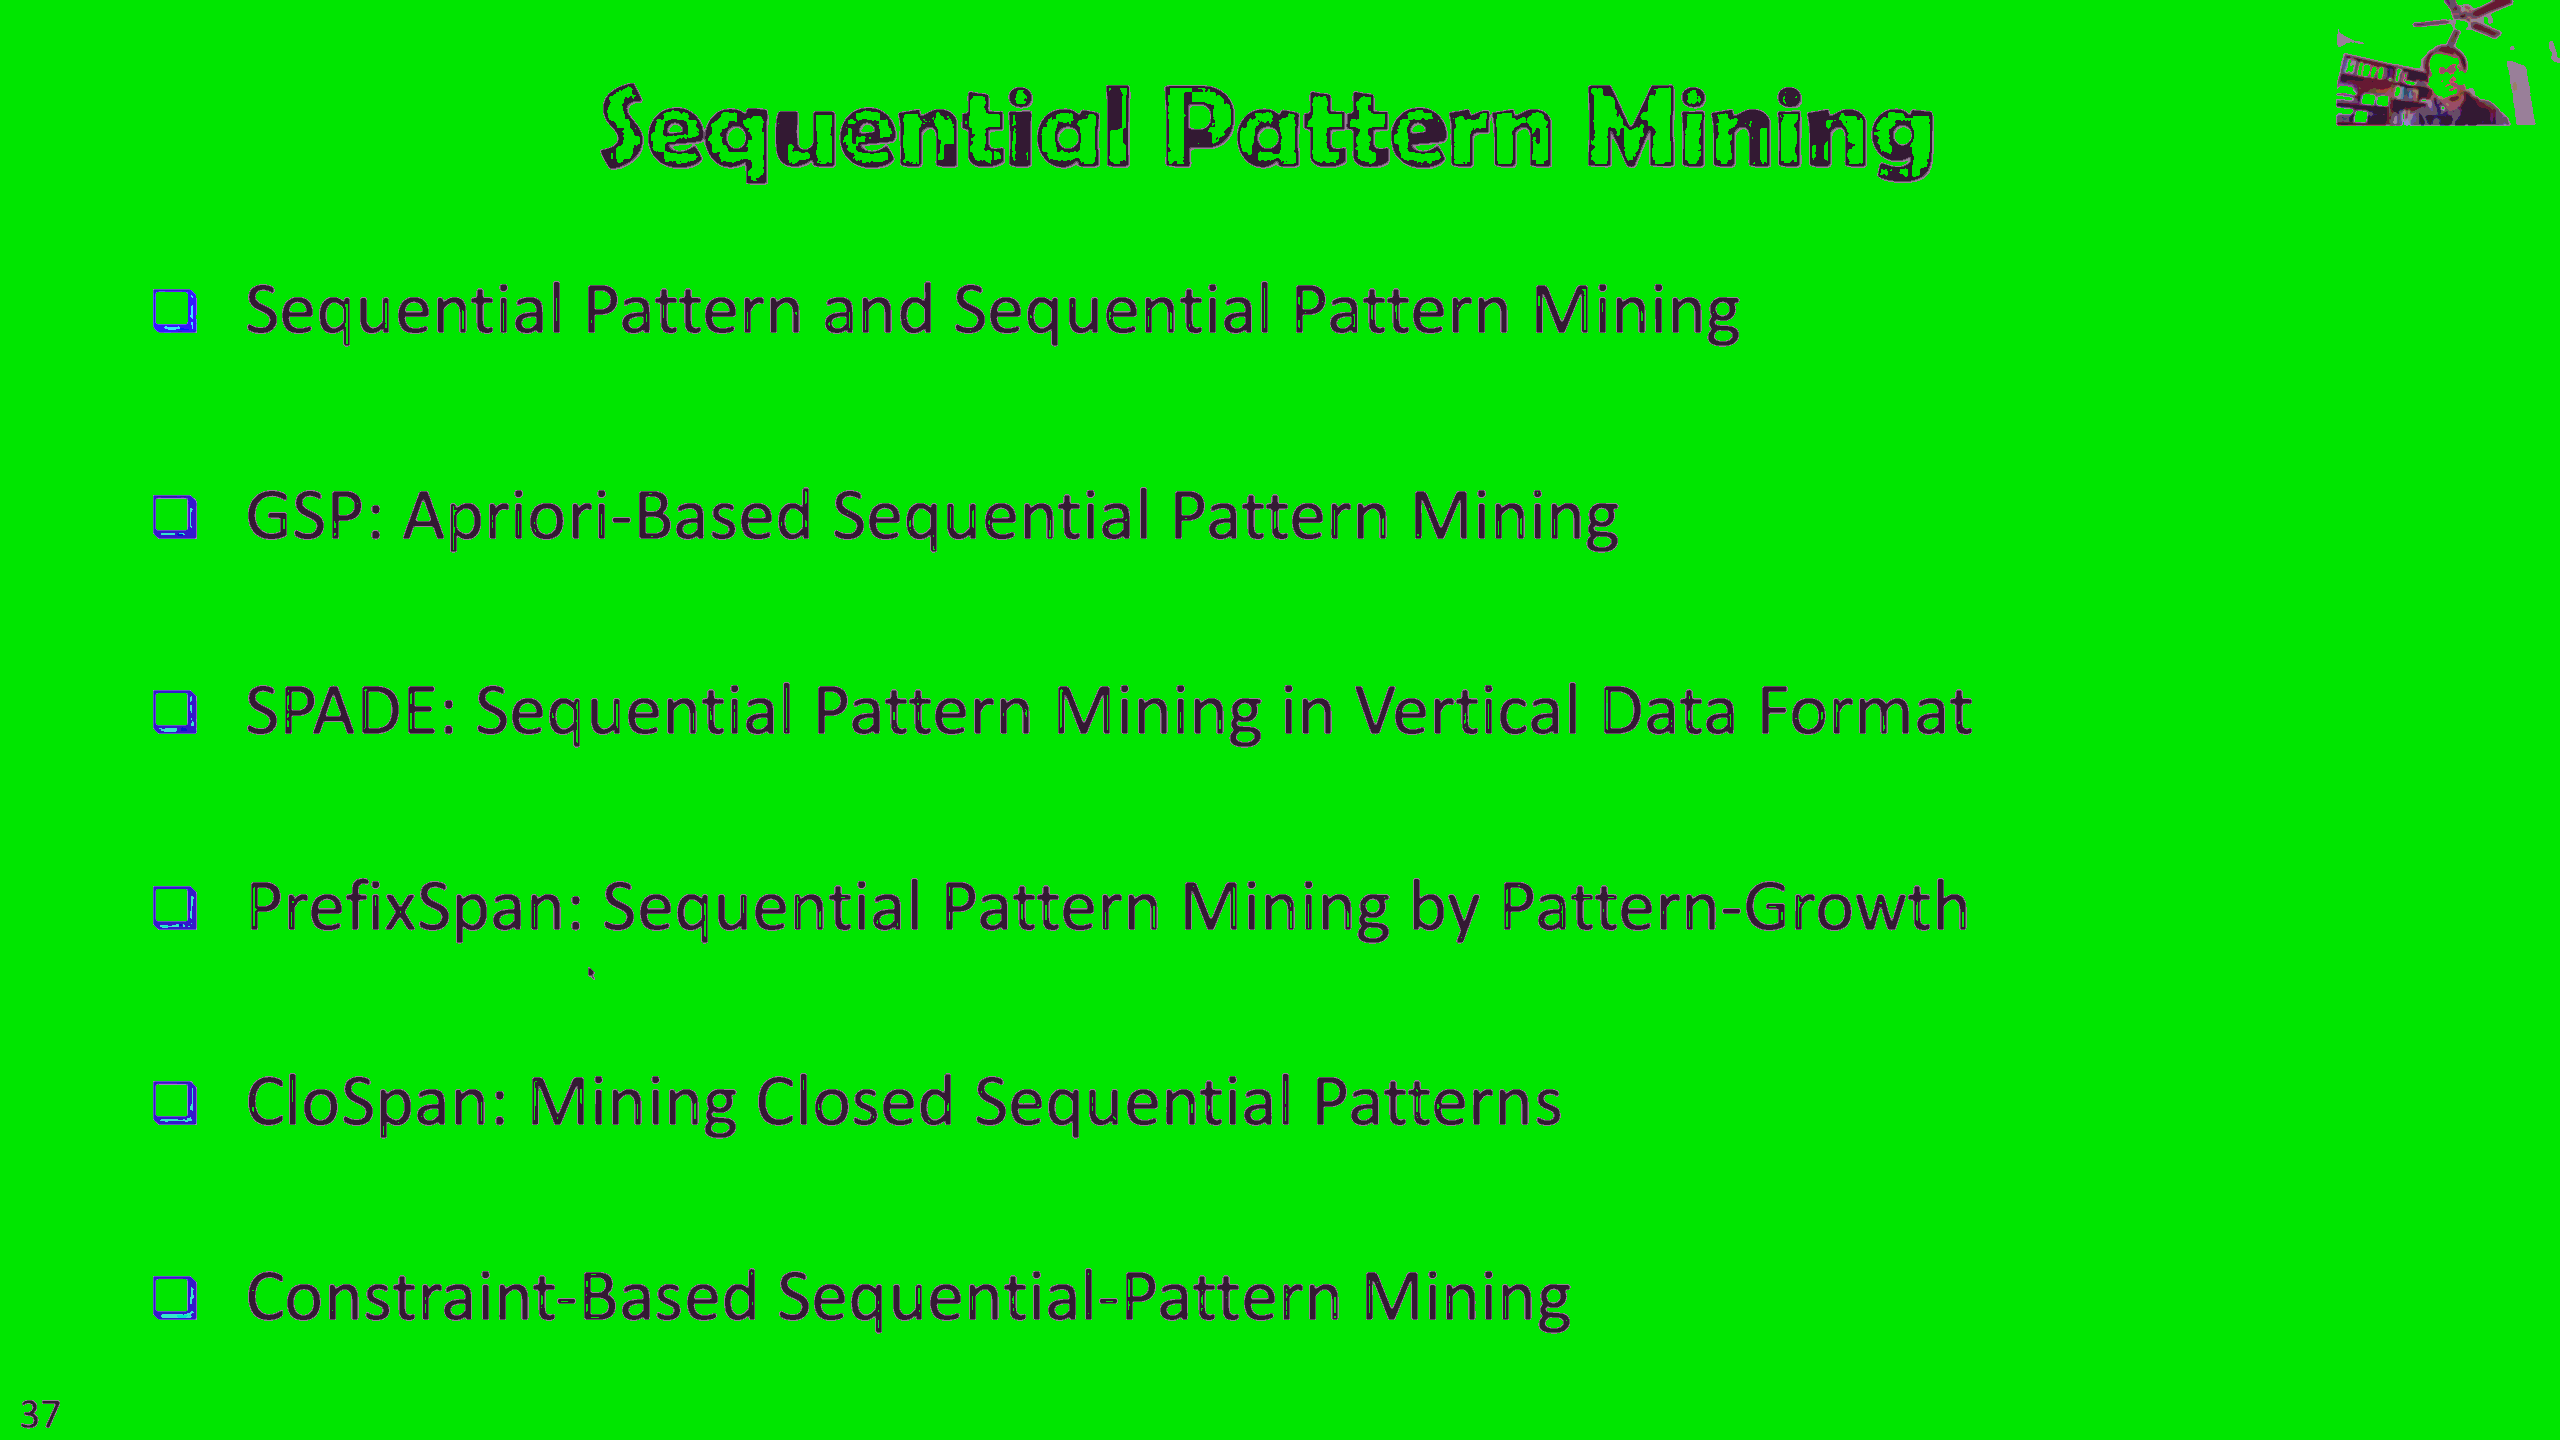 Sequential Pattern Mining
Sequential Pattern and Sequential Pattern Mining
GSP: Apriori-Based Sequential Pattern Mining
SPADE: Sequential Pattern Mining in Vertical Data Format
PrefixSpan: Sequential Pattern Mining by Pattern-Growth
CloSpan: Mining Closed Sequential Patterns
Constraint-Based Sequential-Pattern Mining
37